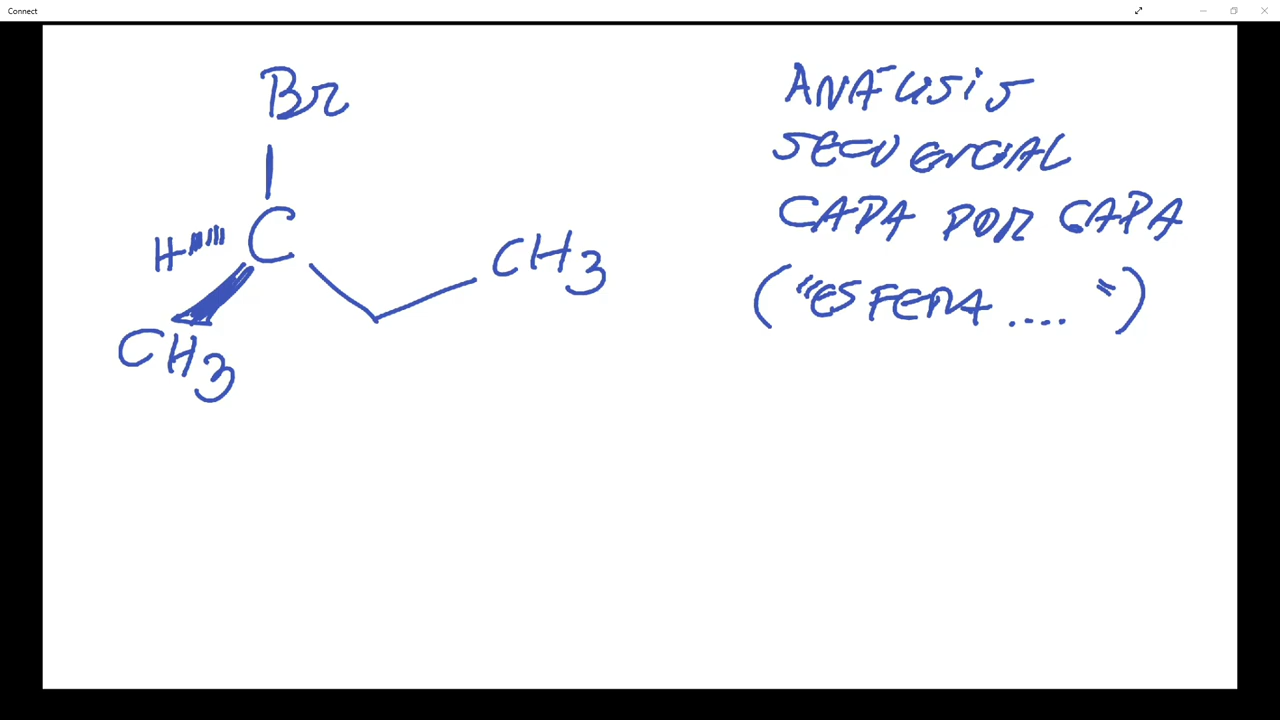 Connect
Br
ANÁLISIS
SECUENCIAL
CAPA POR CAPA
H C CH3
("ESFERA .... ")
CH3